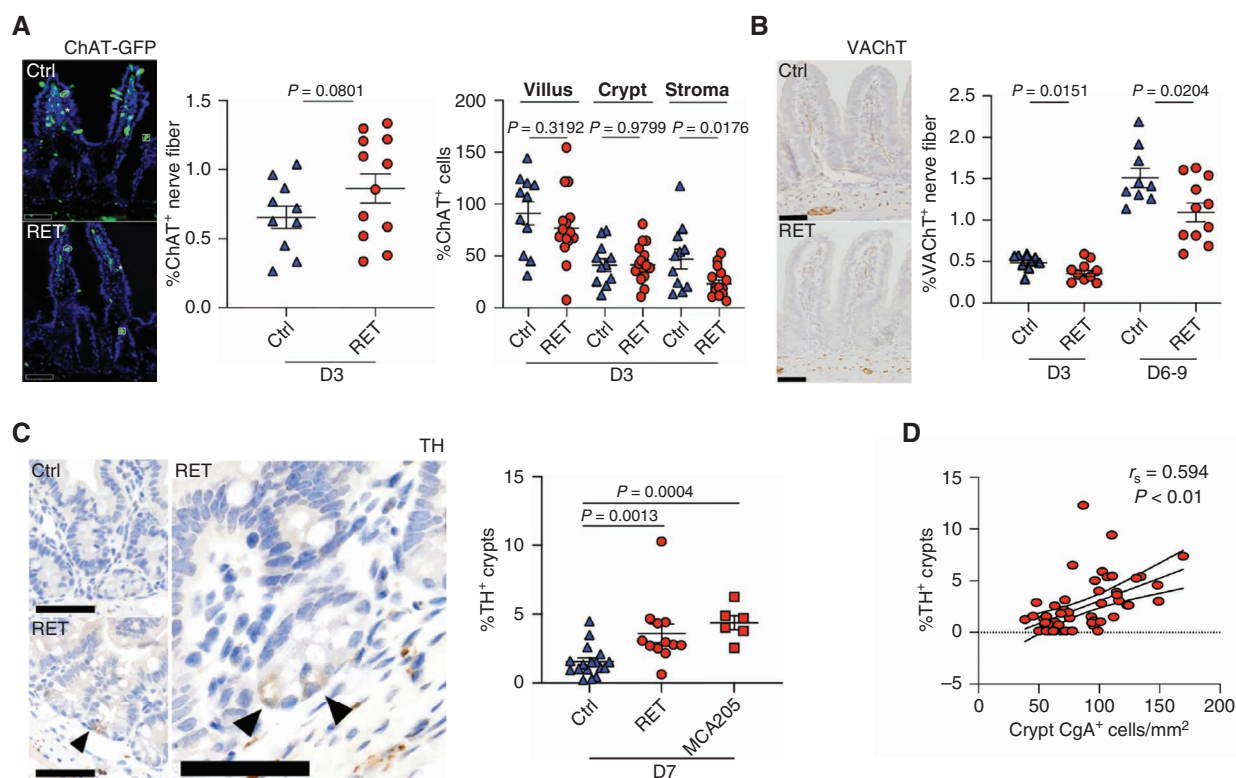 A
ChAT-GFP
Ctrl
RET
%ChAT⁺ nerve fiber
1.5
1.0
0.5
0.0
P = 0.0801
Ctrl
RET
D3
%ChAT⁺ cells
200
150
100
50
0
Villus Crypt Stroma
P = 0.3192 P = 0.9799 P = 0.0176
Ctrl RET Ctrl RET Ctrl RET
D3
B
VAChT
Ctrl
RET
%VAChT⁺ nerve fiber
2.5
2.0
1.5
1.0
0.5
0.0
P = 0.0151 P = 0.0204
Ctrl RET Ctrl RET
D3 D6-9
C
TH
Ctrl
RET
RET
%TH⁺ crypts
15
10
5
0
P = 0.0004
P = 0.0013
Ctrl RET MCA205
D7
D
%TH⁺ crypts
15
10
5
0
–5
rₛ = 0.594
P < 0.01
0 50 100 150 200
Crypt CgA⁺ cells/mm²